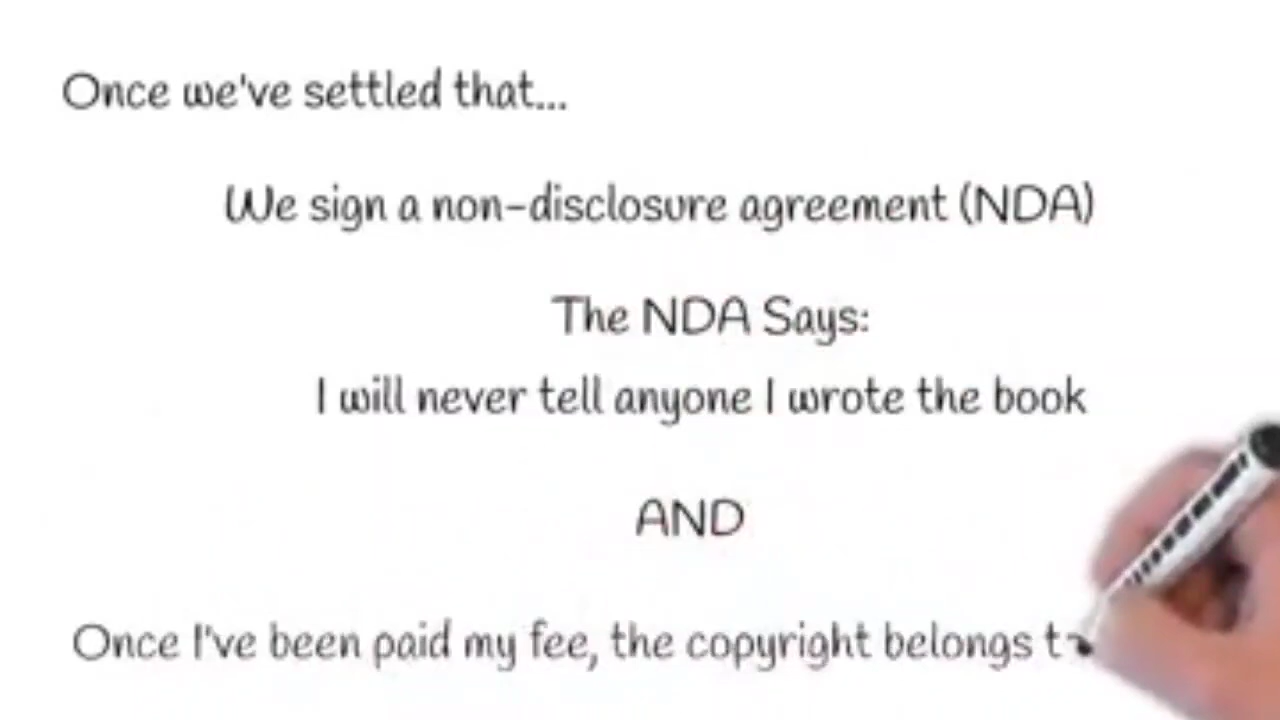 Once we've settled that...
We sign a non-disclosure agreement (NDA)
The NDA Says:
I will never tell anyone I wrote the book
AND
Once I've been paid my fee, the copyright belongs